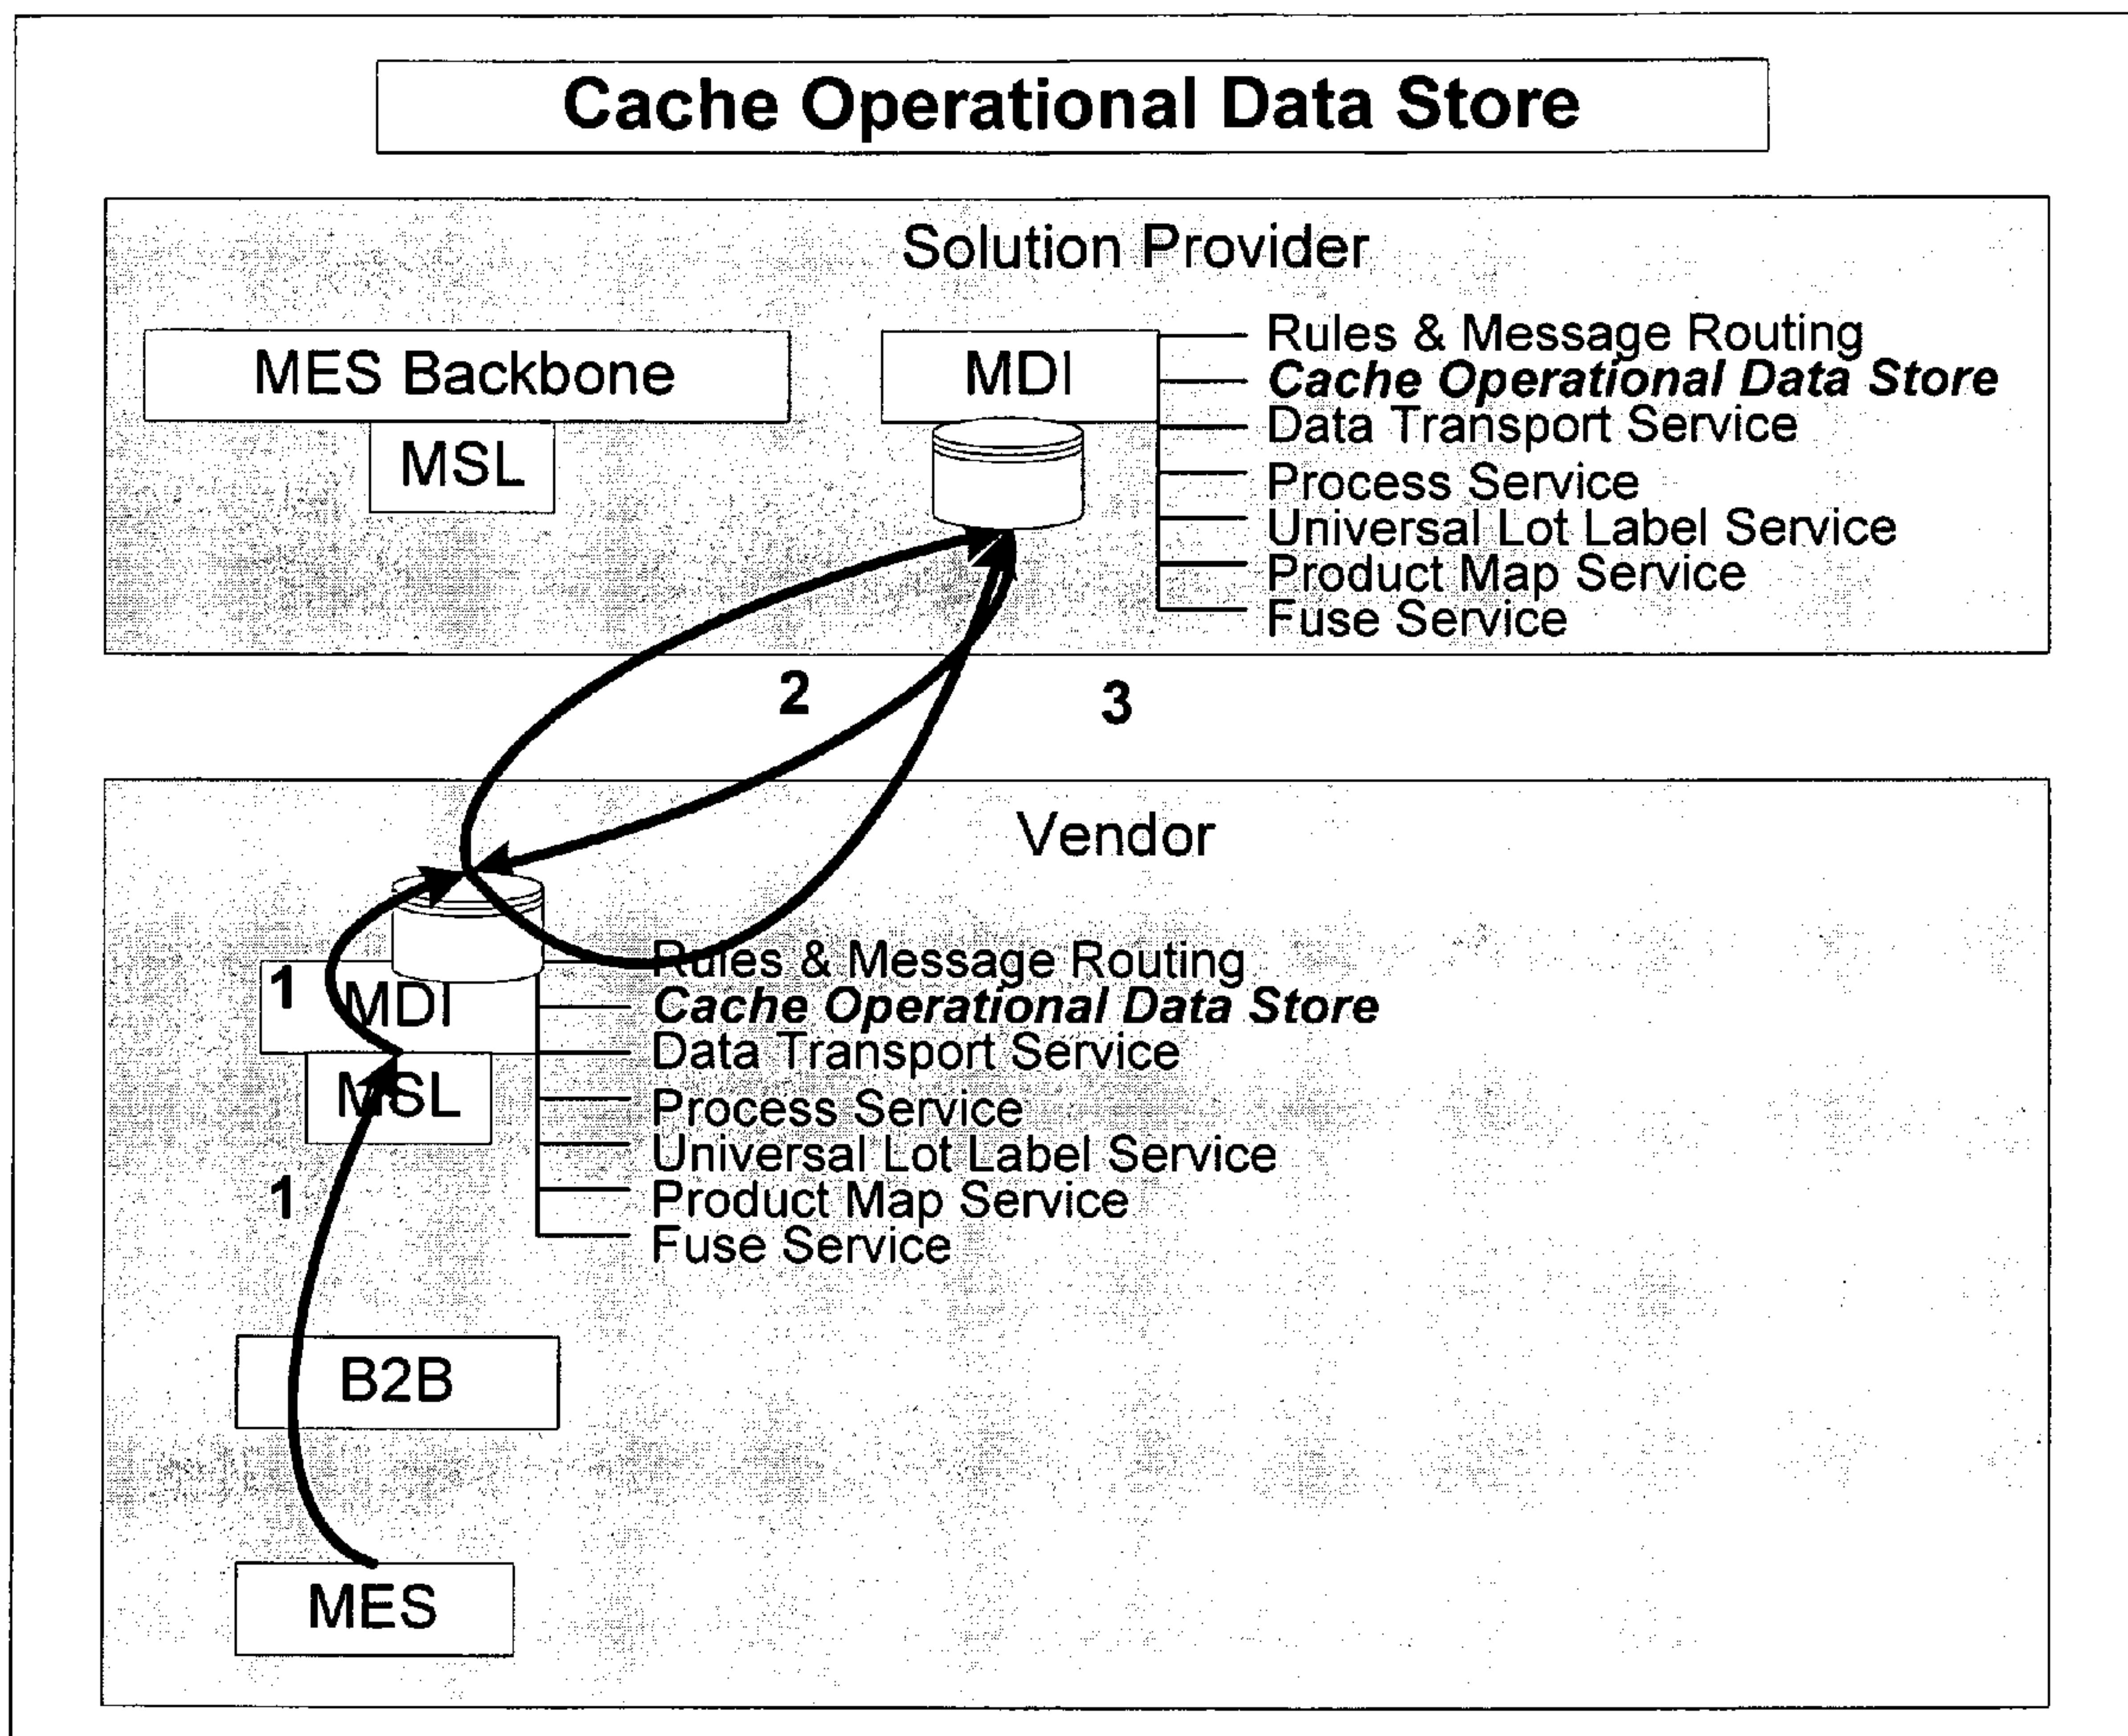 Cache Operational Data Store
Solution Provider
MES Backbone
MSL
MDI
Rules & Message Routing
Cache Operational Data Store
Data Transport Service
Process Service
Universal Lot Label Service
Product Map Service
Fuse Service
2
3
Vendor
1
MDI
MSL
Rules & Message Routing
Cache Operational Data Store
Data Transport Service
Process Service
Universal Lot Label Service
Product Map Service
Fuse Service
1
B2B
MES